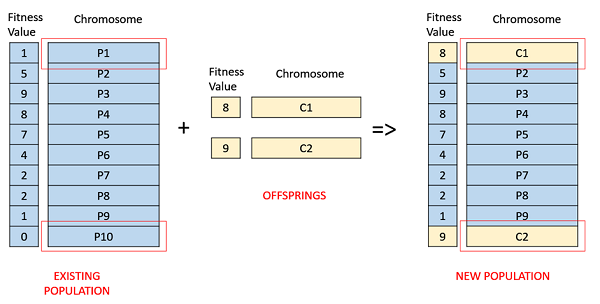 Fitness Value Chromosome
1 P1
5 P2
9 P3
8 P4
7 P5
4 P6
2 P7
2 P8
1 P9
0 P10
EXISTING
POPULATION
+
Fitness Value Chromosome
8 C1
9 C2
OFFSPRINGS
=>
Fitness Value Chromosome
8 C1
5 P2
9 P3
8 P4
7 P5
4 P6
2 P7
2 P8
1 P9
9 C2
NEW POPULATION